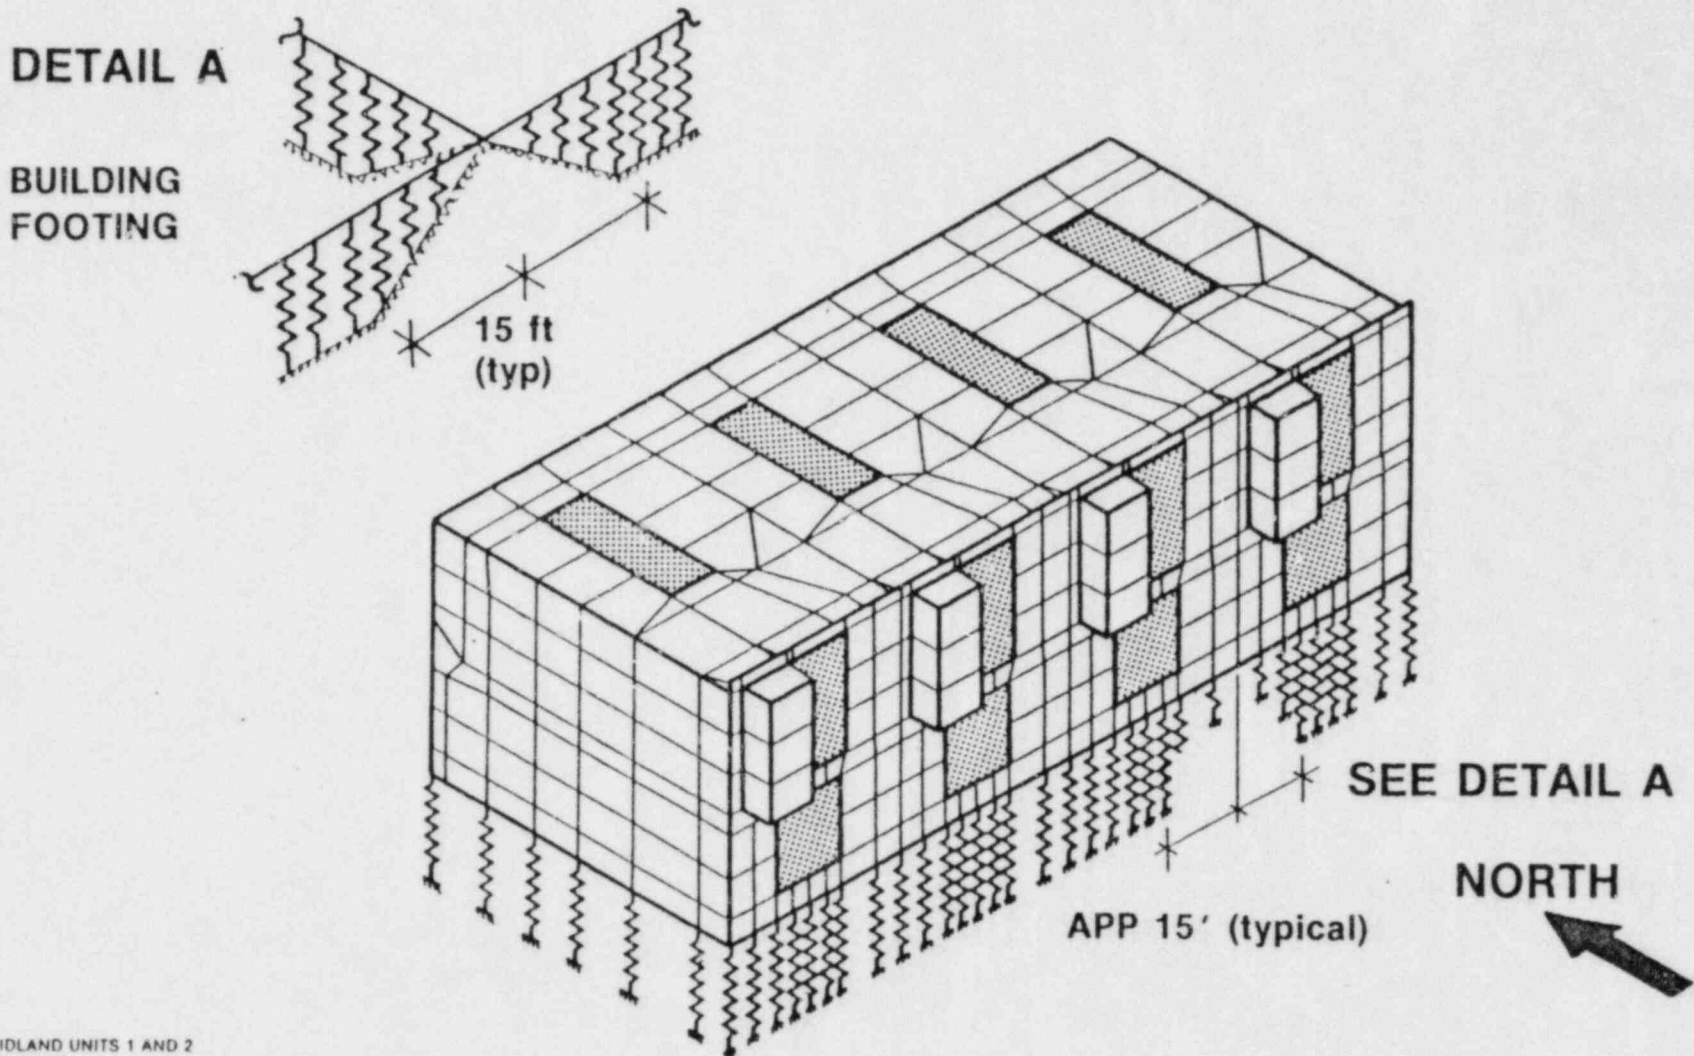 DETAIL A
BUILDING
FOOTING
15 ft
(typ)
SEE DETAIL A
NORTH
APP 15' (typical)
IDLAND UNITS 1 AND 2